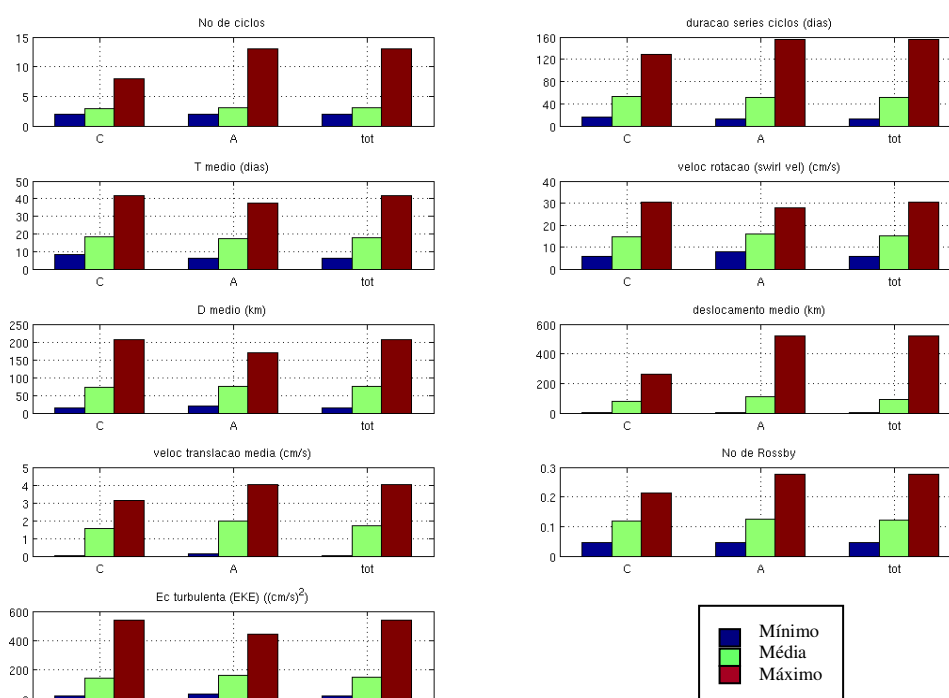 No de ciclos
15
10
5
0
C A tot
duracao series ciclos (dias)
160
120
80
40
0
C A tot
T medio (dias)
50
40
30
20
10
0
C A tot
veloc rotacao (swirl vel) (cm/s)
40
30
20
10
0
C A tot
D medio (km)
250
200
150
100
50
0
C A tot
deslocamento medio (km)
600
400
200
0
C A tot
veloc translacao media (cm/s)
5
4
3
2
1
0
C A tot
No de Rossby
0.3
0.2
0.1
0
C A tot
Ec turbulenta (EKE) ((cm/s)²)
600
400
200
0
Mínimo
Média
Máximo